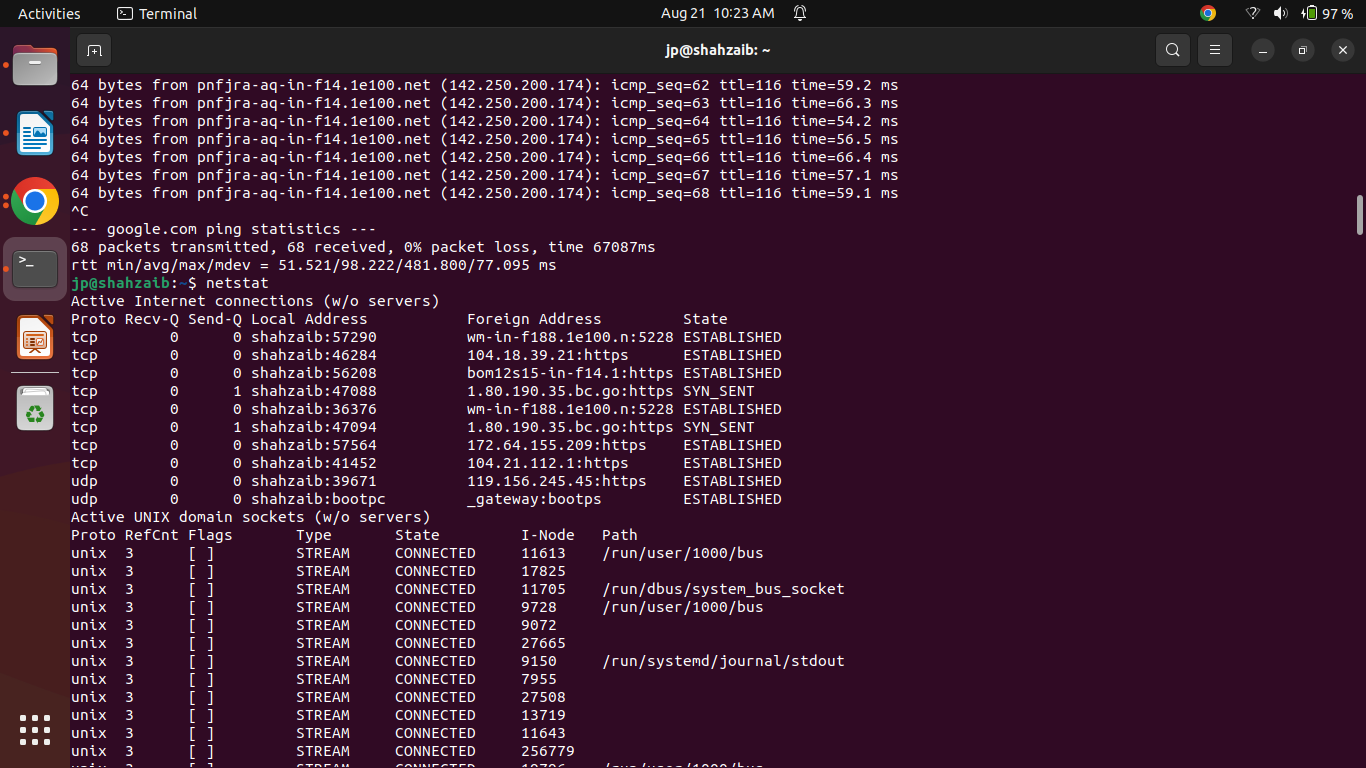 Activities Terminal Aug 21 10:23 AM 97 %
jp@shahzaib: ~
64 bytes from pnfjra-aq-in-f14.1e100.net (142.250.200.174): icmp_seq=62 ttl=116 time=59.2 ms
64 bytes from pnfjra-aq-in-f14.1e100.net (142.250.200.174): icmp_seq=63 ttl=116 time=66.3 ms
64 bytes from pnfjra-aq-in-f14.1e100.net (142.250.200.174): icmp_seq=64 ttl=116 time=54.2 ms
64 bytes from pnfjra-aq-in-f14.1e100.net (142.250.200.174): icmp_seq=65 ttl=116 time=56.5 ms
64 bytes from pnfjra-aq-in-f14.1e100.net (142.250.200.174): icmp_seq=66 ttl=116 time=66.4 ms
64 bytes from pnfjra-aq-in-f14.1e100.net (142.250.200.174): icmp_seq=67 ttl=116 time=57.1 ms
64 bytes from pnfjra-aq-in-f14.1e100.net (142.250.200.174): icmp_seq=68 ttl=116 time=59.1 ms
^C
--- google.com ping statistics ---
68 packets transmitted, 68 received, 0% packet loss, time 67087ms
rtt min/avg/max/mdev = 51.521/98.222/481.800/77.095 ms
jp@shahzaib:~$ netstat
Active Internet connections (w/o servers)
Proto Recv-Q Send-Q Local Address           Foreign Address         State
tcp        0      0 shahzaib:57290          wm-in-f188.1e100.n:5228 ESTABLISHED
tcp        0      0 shahzaib:46284          104.18.39.21:https      ESTABLISHED
tcp        0      0 shahzaib:56208          bom12s15-in-f14.1:https ESTABLISHED
tcp        0      1 shahzaib:47088          1.80.190.35.bc.go:https SYN_SENT
tcp        0      0 shahzaib:36376          wm-in-f188.1e100.n:5228 ESTABLISHED
tcp        0      1 shahzaib:47094          1.80.190.35.bc.go:https SYN_SENT
tcp        0      0 shahzaib:57564          172.64.155.209:https    ESTABLISHED
tcp        0      0 shahzaib:41452          104.21.112.1:https      ESTABLISHED
udp        0      0 shahzaib:39671          119.156.245.45:https    ESTABLISHED
udp        0      0 shahzaib:bootpc         _gateway:bootps         ESTABLISHED
Active UNIX domain sockets (w/o servers)
Proto RefCnt Flags       Type       State         I-Node   Path
unix  3      [ ]         STREAM     CONNECTED     11613    /run/user/1000/bus
unix  3      [ ]         STREAM     CONNECTED     17825
unix  3      [ ]         STREAM     CONNECTED     11705    /run/dbus/system_bus_socket
unix  3      [ ]         STREAM     CONNECTED     9728     /run/user/1000/bus
unix  3      [ ]         STREAM     CONNECTED     9072
unix  3      [ ]         STREAM     CONNECTED     27665
unix  3      [ ]         STREAM     CONNECTED     9150     /run/systemd/journal/stdout
unix  3      [ ]         STREAM     CONNECTED     7955
unix  3      [ ]         STREAM     CONNECTED     27508
unix  3      [ ]         STREAM     CONNECTED     13719
unix  3      [ ]         STREAM     CONNECTED     11643
unix  3      [ ]         STREAM     CONNECTED     256779